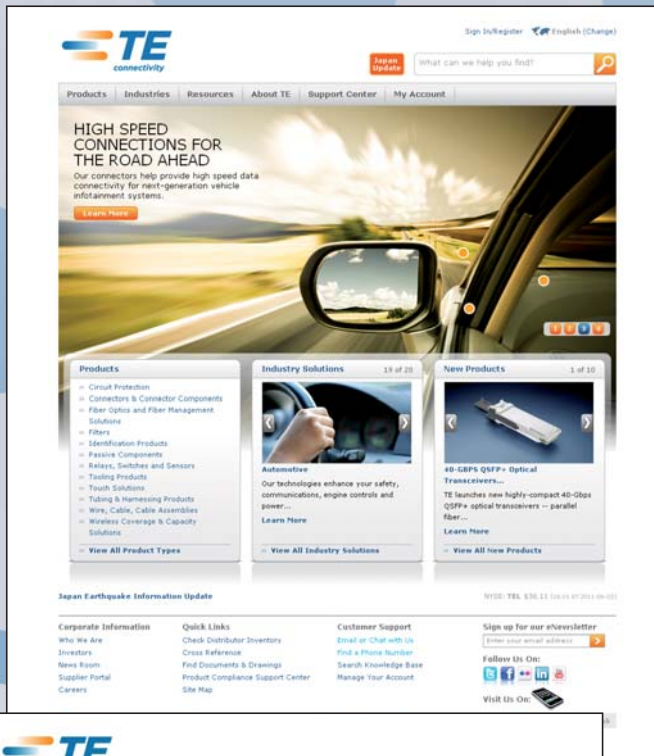 TE
connectivity
Sign In/Register English (Change)
Japan
Update
What can we help you find?
Products Industries Resources About TE Support Center My Account
HIGH SPEED
CONNECTIONS FOR
THE ROAD AHEAD
Our connectors help provide high speed data
connectivity for next-generation vehicle
infotainment systems.
Learn More
1 2 3 4
Products
» Circuit Protection
» Connectors & Connector Components
» Fiber Optics and Fiber Management
Solutions
» Filters
» Identification Products
» Passive Components
» Relays, Switches and Sensors
» Tooling Products
» Touch Solutions
» Tubing & Harnessing Products
» Wire, Cable, Cable Assemblies
» Wireless Coverage & Capacity
Solutions
» View All Product Types
Industry Solutions 19 of 20
Automotive
Our technologies enhance your safety,
communications, engine controls and
power...
Learn More
» View All Industry Solutions
New Products 1 of 10
40-GBPS QSFP+ Optical
Transceivers...
TE launches new highly-compact 40-Gbps
QSFP+ optical transceivers -- parallel
fiber...
Learn More
» View All New Products
Japan Earthquake Information Update
NYSE: TEL $36.11
Corporate Information
Who We Are
Investors
News Room
Supplier Portal
Careers
Quick Links
Check Distributor Inventory
Cross Reference
Find Documents & Drawings
Product Compliance Support Center
Site Map
Customer Support
Email or Chat with Us
Find a Phone Number
Search Knowledge Base
Manage Your Account
Sign up for our eNewsletter
Enter your email address
Follow Us On:
Visit Us On:
TE